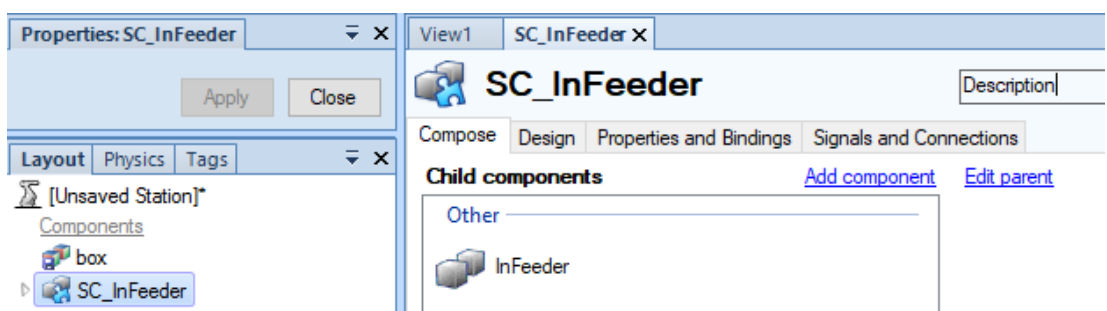 Properties: SC_InFeeder
Apply Close
Layout Physics Tags
[Unsaved Station]*
Components
box
SC_InFeeder
View1 SC_InFeeder
SC_InFeeder
Description
Compose Design Properties and Bindings Signals and Connections
Child components Add component Edit parent
Other
InFeeder